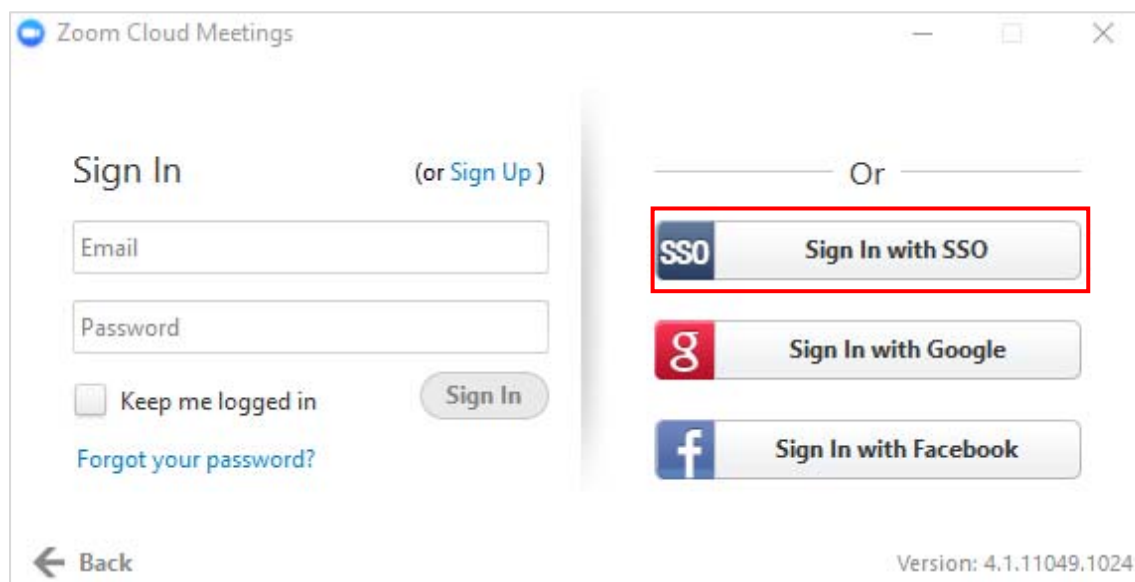 Zoom Cloud Meetings
Sign In (or Sign Up )
Email
Password
Keep me logged in Sign In
Forgot your password?
Or
SSO Sign In with SSO
g Sign In with Google
f Sign In with Facebook
Back
Version: 4.1.11049.1024